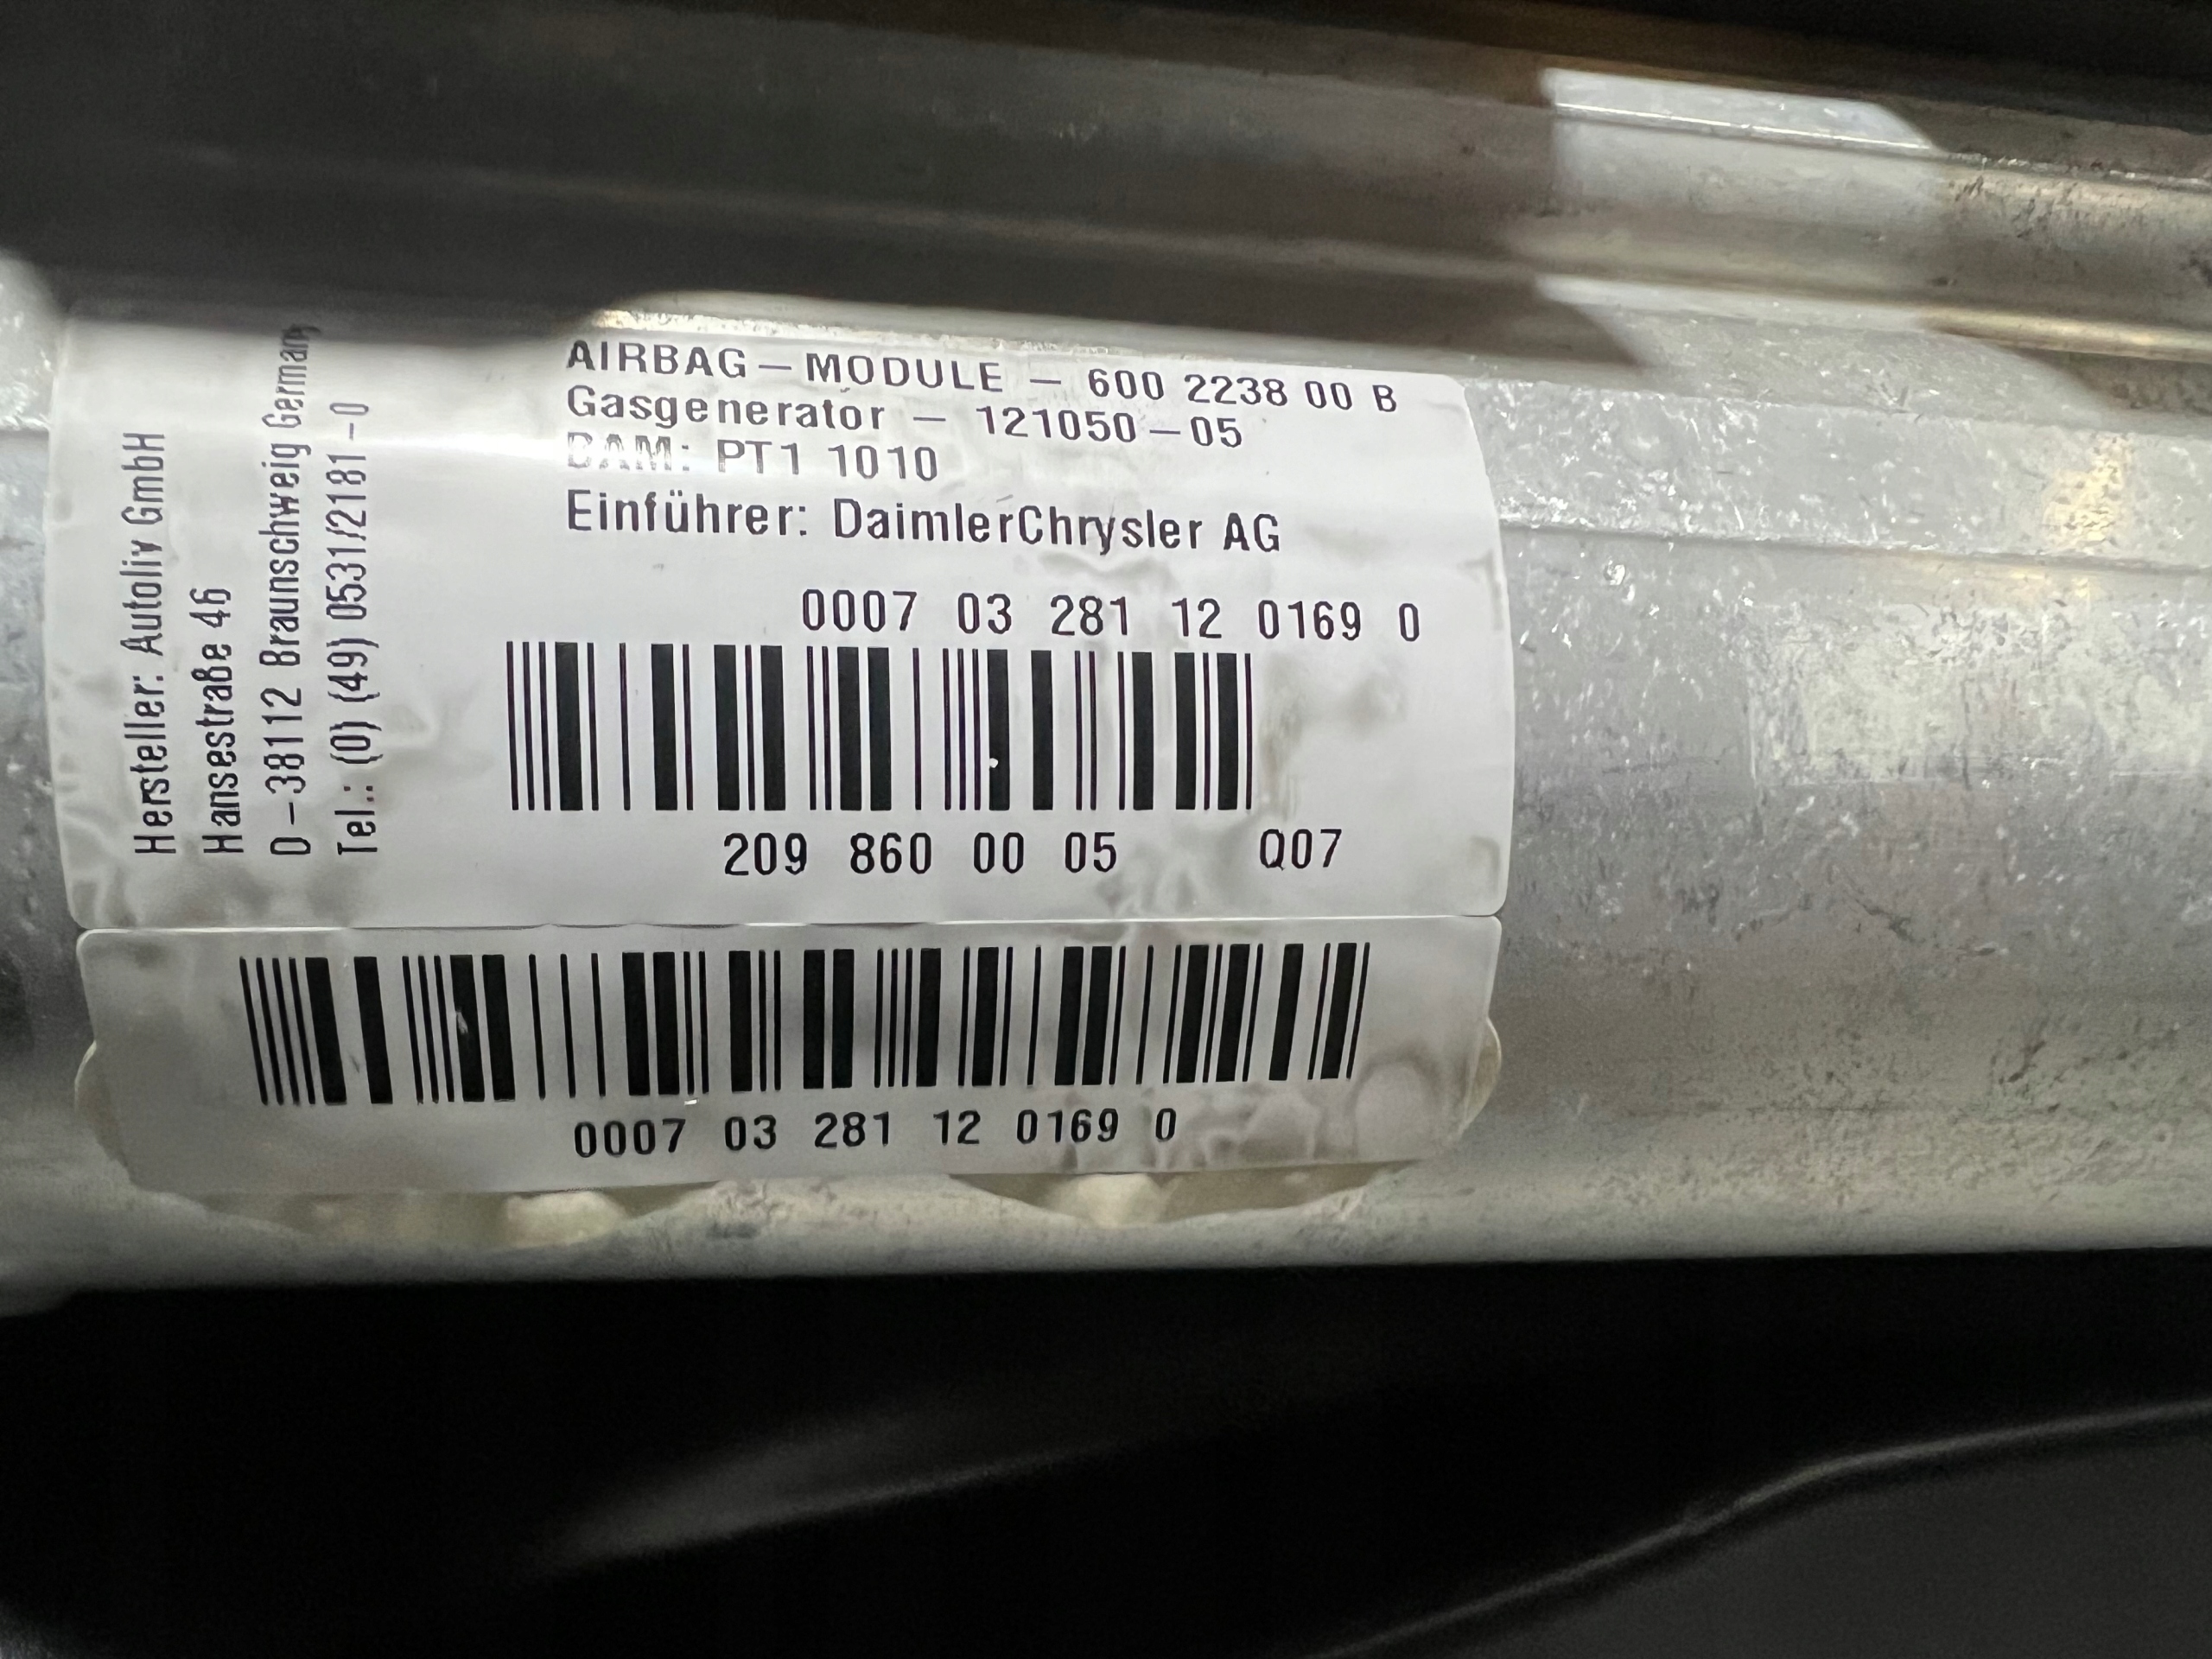 AIRBAG–MODULE – 600 2238 00 B
Gasgenerator – 121050–05
BAM: PT1 1010
Einführer: DaimlerChrysler AG
0007 03 281 12 0169 0
209 860 00 05 Q07
0007 03 281 12 0169 0
Hersteller: Autoliv GmbH
Hansestraße 46
D–38112 Braunschweig Germany
Tel.: (0) (49) 0531/2181–0